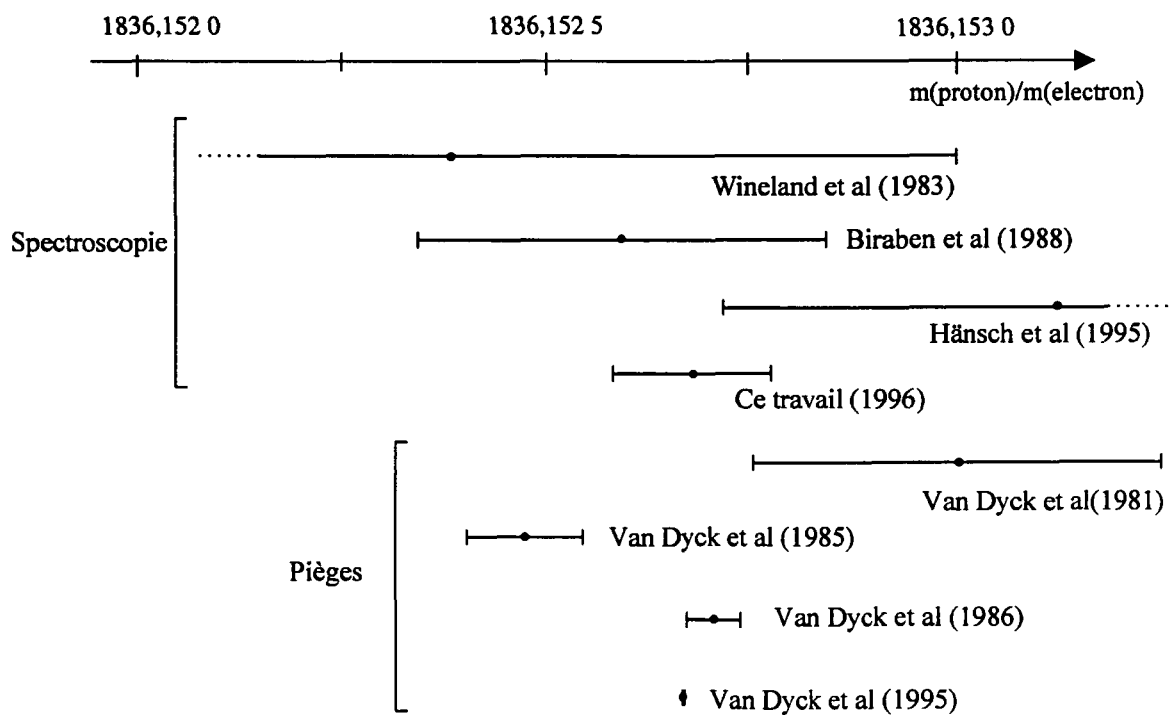 1836,152 0 1836,152 5 1836,153 0
m(proton)/m(electron)
Wineland et al (1983)
Spectroscopie
Biraben et al (1988)
Hänsch et al (1995)
Ce travail (1996)
Van Dyck et al(1981)
Van Dyck et al (1985)
Pièges
Van Dyck et al (1986)
Van Dyck et al (1995)